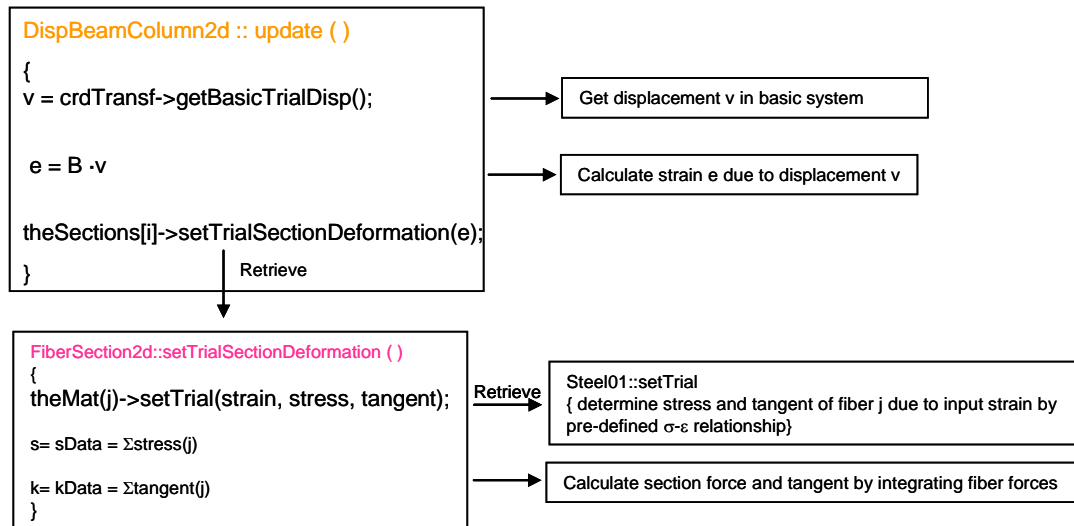 DispBeamColumn2d :: update ( )
{
v = crdTransf->getBasicTrialDisp();
Get displacement v in basic system
e = B ·v
Calculate strain e due to displacement v
theSections[i]->setTrialSectionDeformation(e);
}
Retrieve
FiberSection2d::setTrialSectionDeformation ( )
{
theMat(j)->setTrial(strain, stress, tangent);
Retrieve
Steel01::setTrial
{ determine stress and tangent of fiber j due to input strain by
pre-defined σ-ε relationship}
s= sData = Σstress(j)
k= kData = Σtangent(j)
}
Calculate section force and tangent by integrating fiber forces